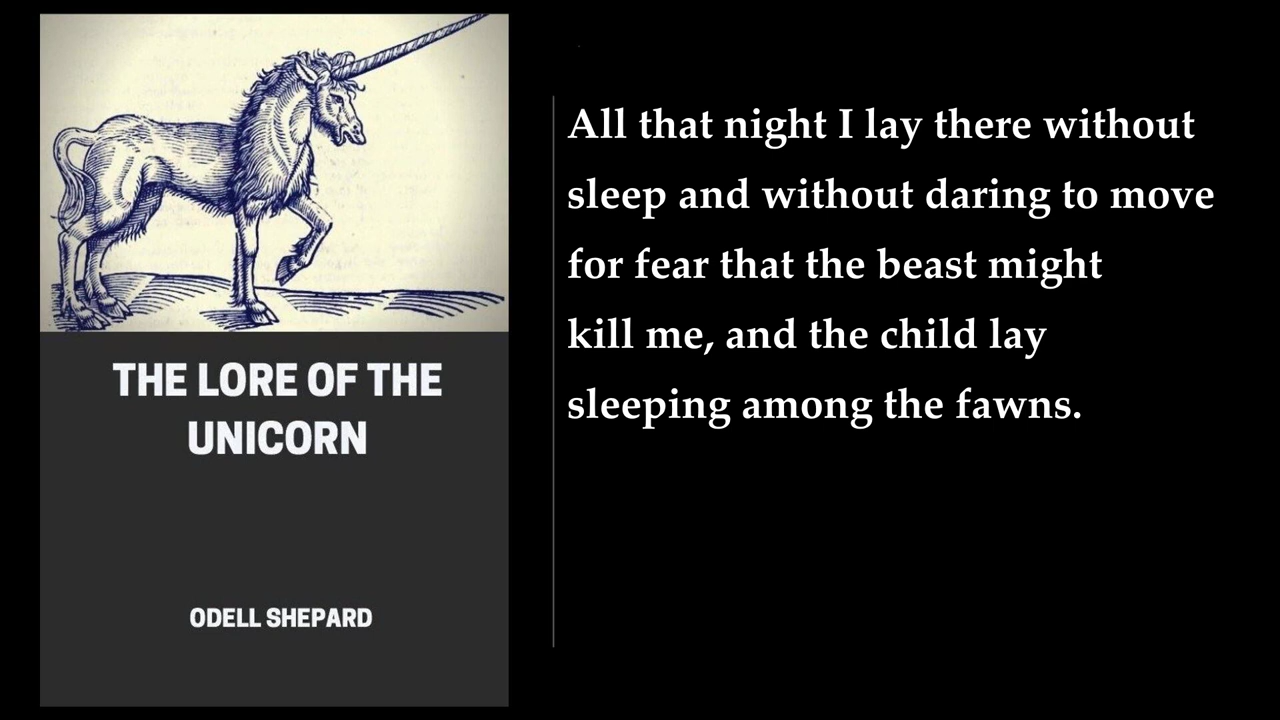 THE LORE OF THE
UNICORN
ODELL SHEPARD
All that night I lay there without
sleep and without daring to move
for fear that the beast might
kill me, and the child lay
sleeping among the fawns.